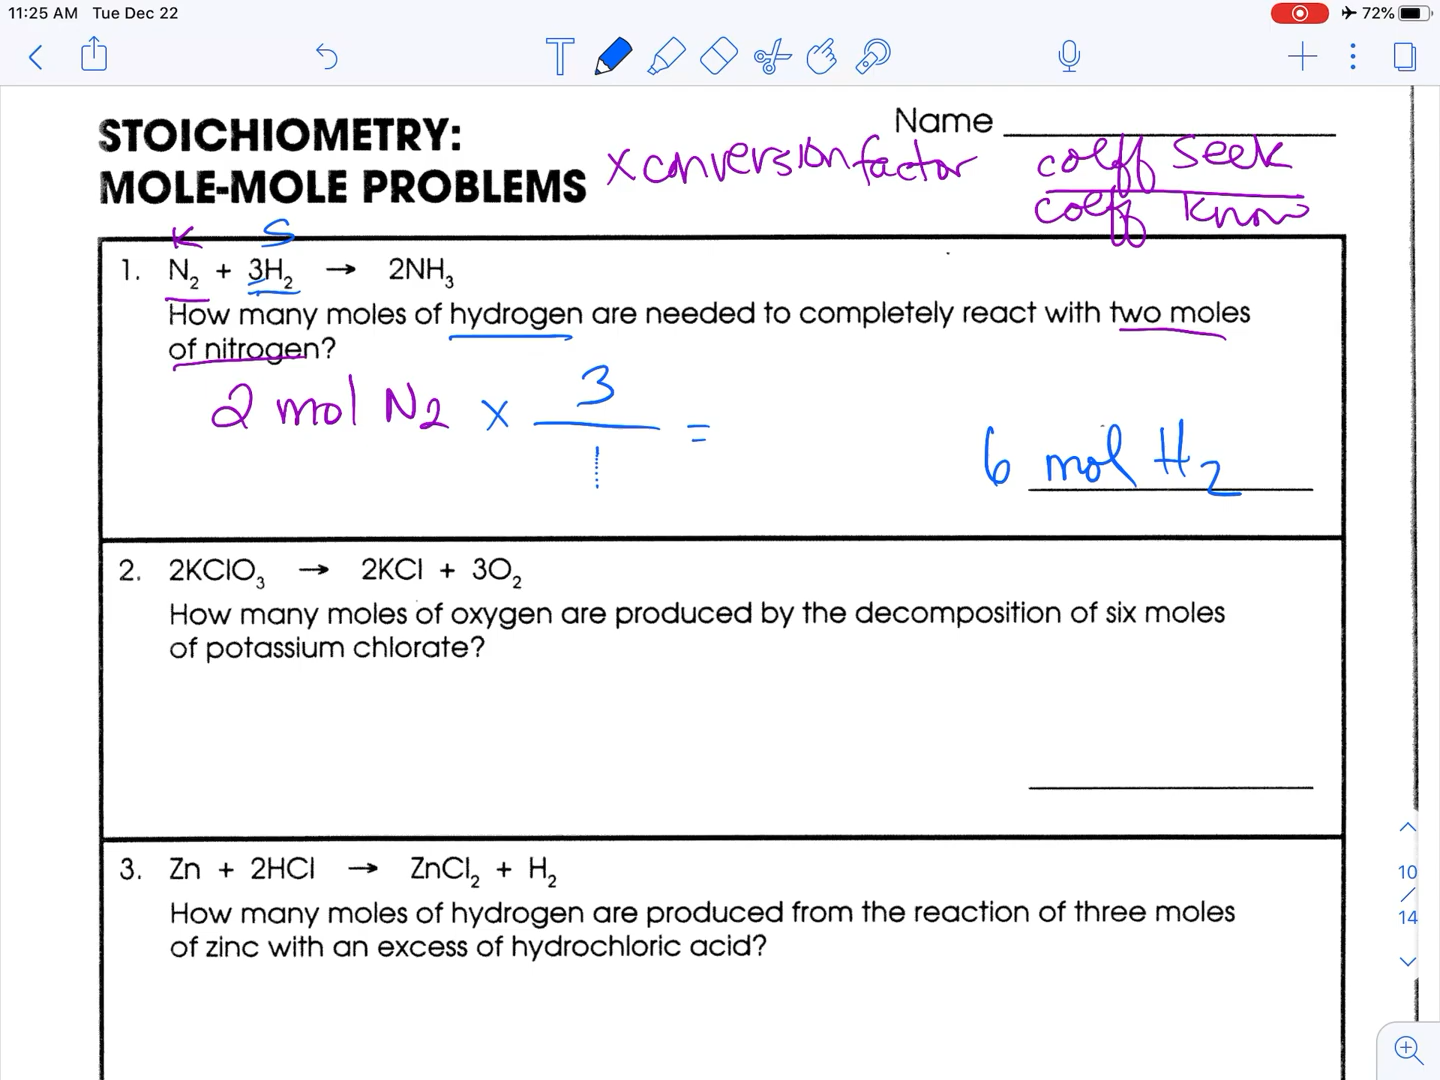 11:25 AM Tue Dec 22 72%
T
STOICHIOMETRY: Name
MOLE-MOLE PROBLEMS x conversion factor coeff seek
coeff know
K S
1. N₂ + 3H₂ → 2NH₃
How many moles of hydrogen are needed to completely react with two moles
of nitrogen?
2 mol N2 x 3
1
=
6 mol H2
2. 2KClO₃ → 2KCl + 3O₂
How many moles of oxygen are produced by the decomposition of six moles
of potassium chlorate?
3. Zn + 2HCl → ZnCl₂ + H₂
How many moles of hydrogen are produced from the reaction of three moles
of zinc with an excess of hydrochloric acid?
10
/
14